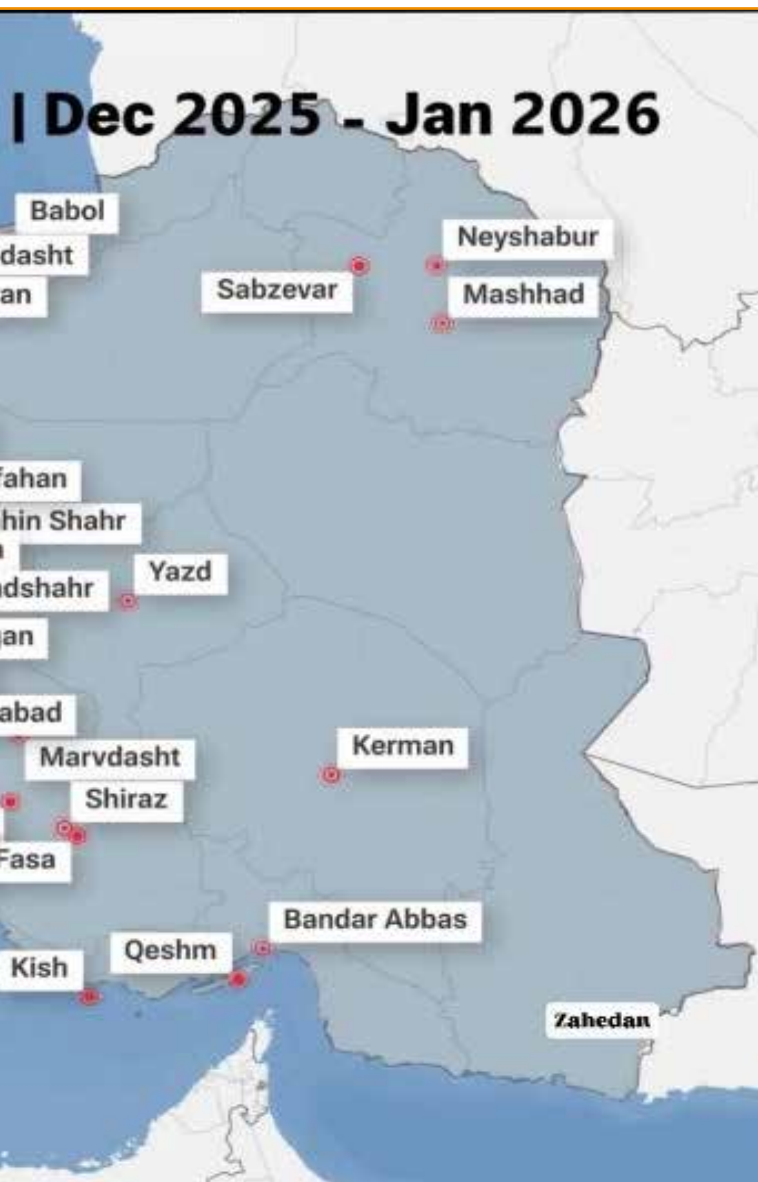 | Dec 2025 - Jan 2026
Babol
dasht
an
Neyshabur
Sabzevar
Mashhad
fahan
hin Shahr
n
Yazd
dshahr
gan
abad
Kerman
Marvdasht
Shiraz
Fasa
Bandar Abbas
Qeshm
Kish
Zahedan